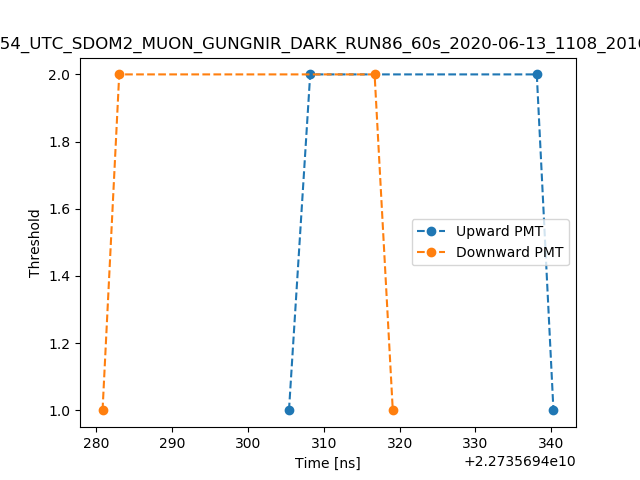 54_UTC_SDOM2_MUON_GUNGNIR_DARK_RUN86_60s_2020-06-13_1108_2016
2.0
1.8
1.6
1.4
1.2
1.0
Threshold
Upward PMT
Downward PMT
280
290
300
310
320
330
340
Time [ns]
+2.2735694e10